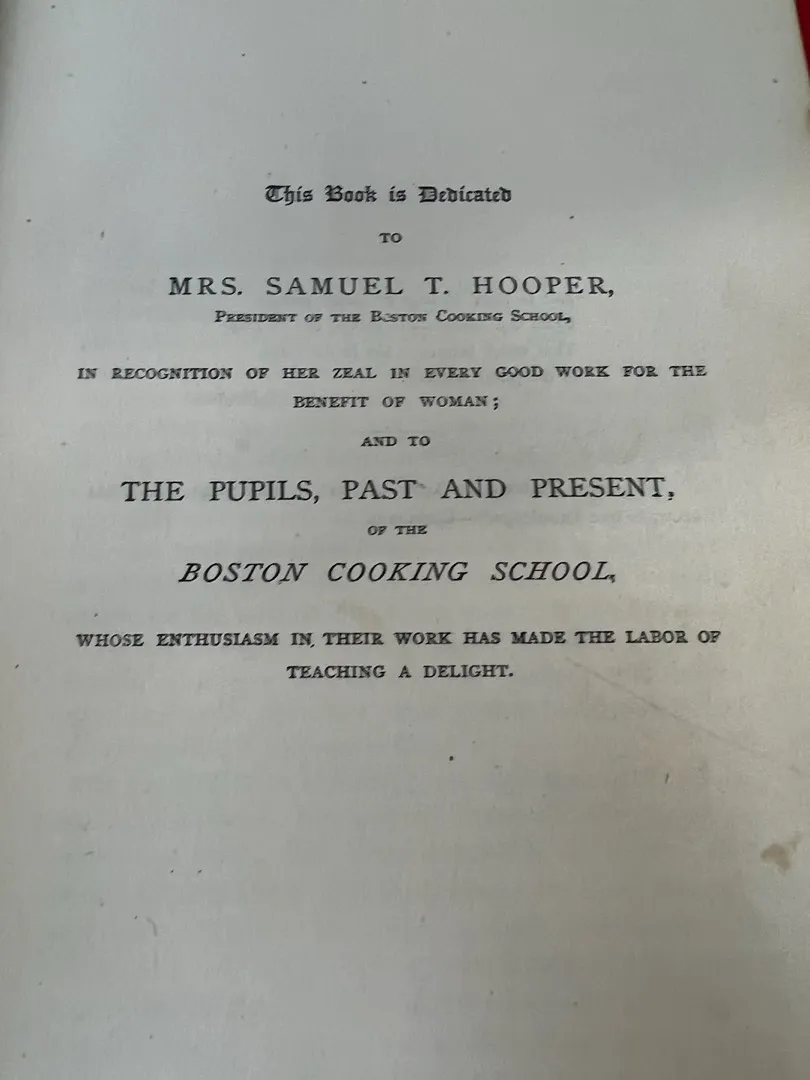 This Book is Dedicated
TO
MRS. SAMUEL T. HOOPER,
PRESIDENT OF THE BOSTON COOKING SCHOOL,
IN RECOGNITION OF HER ZEAL IN EVERY GOOD WORK FOR THE
BENEFIT OF WOMAN;
AND TO
THE PUPILS, PAST AND PRESENT,
OF THE
BOSTON COOKING SCHOOL,
WHOSE ENTHUSIASM IN THEIR WORK HAS MADE THE LABOR OF
TEACHING A DELIGHT.